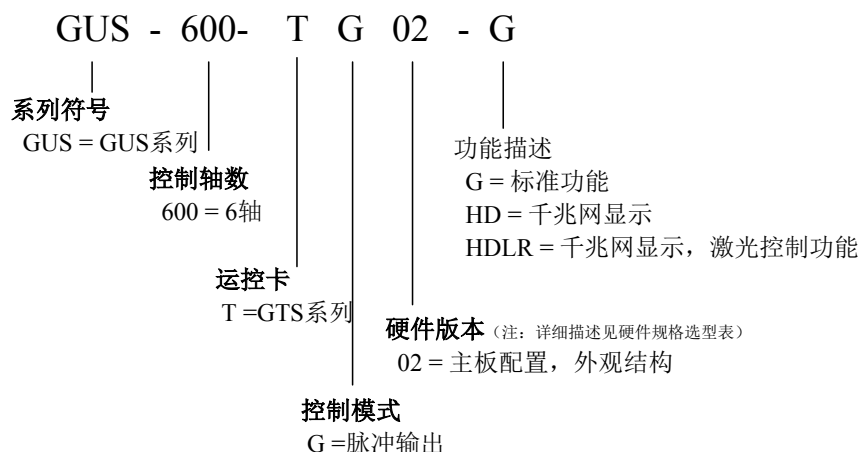 GUS - 600- T G 02 - G
系列符号
GUS = GUS系列
控制轴数
600 = 6轴
运控卡
T =GTS系列
控制模式
G =脉冲输出
硬件版本（注：详细描述见硬件规格选型表）
02 = 主板配置，外观结构
功能描述
G = 标准功能
HD = 千兆网显示
HDLR = 千兆网显示，激光控制功能